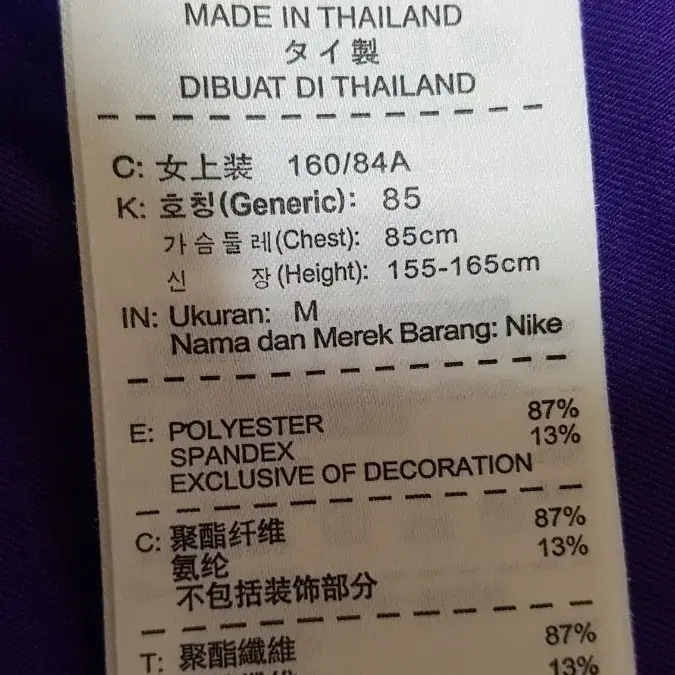 MADE IN THAILAND
タイ製
DIBUAT DI THAILAND
C: 女上装 160/84A
K: 호칭(Generic): 85
가슴둘레(Chest): 85cm
신 장(Height): 155-165cm
IN: Ukuran: M
Nama dan Merek Barang: Nike
E: POLYESTER 87%
SPANDEX 13%
EXCLUSIVE OF DECORATION
C: 聚酯纤维 87%
氨纶 13%
不包括装饰部分
T: 聚酯纖維 87%
13%